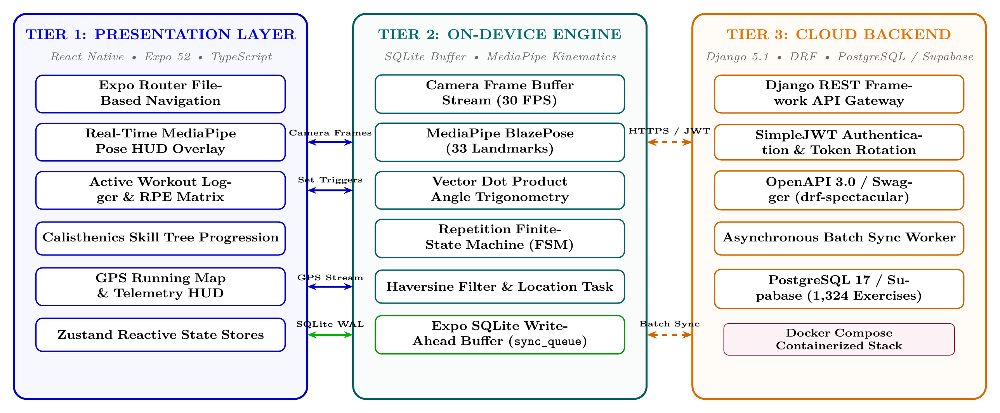 TIER 1: PRESENTATION LAYER
React Native • Expo 52 • TypeScript
Expo Router File-
Based Navigation
Real-Time MediaPipe
Pose HUD Overlay
Active Workout Log-
ger & RPE Matrix
Calisthenics Skill Tree Progression
GPS Running Map
& Telemetry HUD
Zustand Reactive State Stores
Camera Frames
Set Triggers
GPS Stream
SQLite WAL
TIER 2: ON-DEVICE ENGINE
SQLite Buffer • MediaPipe Kinematics
Camera Frame Buffer
Stream (30 FPS)
MediaPipe BlazePose
(33 Landmarks)
Vector Dot Product
Angle Trigonometry
Repetition Finite-
State Machine (FSM)
Haversine Filter & Location Task
Expo SQLite Write-
Ahead Buffer (sync_queue)
HTTPS / JWT
Batch Sync
TIER 3: CLOUD BACKEND
Django 5.1 • DRF • PostgreSQL / Supabase
Django REST Frame-
work API Gateway
SimpleJWT Authentica-
tion & Token Rotation
OpenAPI 3.0 / Swag-
ger (drf-spectacular)
Asynchronous Batch Sync Worker
PostgreSQL 17 / Su-
pabase (1,324 Exercises)
Docker Compose
Containerized Stack